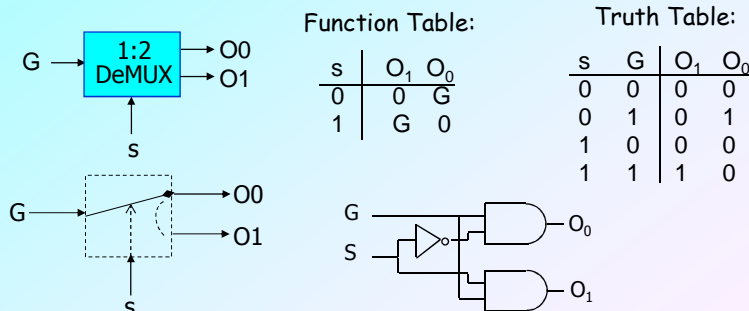 Function Table:
Truth Table:
G
1:2
DeMUX
O0
O1
s
s O₁ O₀
0 0 G
1 G 0
s G O₁ O₀
0 0 0 0
0 1 0 1
1 0 0 0
1 1 1 0
G
O0
O1
s
G
S
O₀
O₁